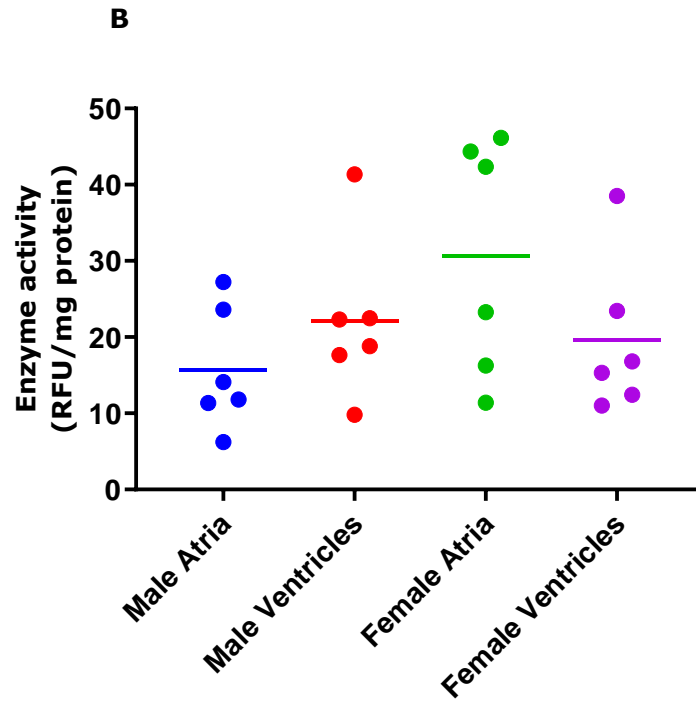 B
Enzyme activity
(RFU/mg protein)
50
40
30
20
10
0
Male Atria
Male Ventricles
Female Atria
Female Ventricles